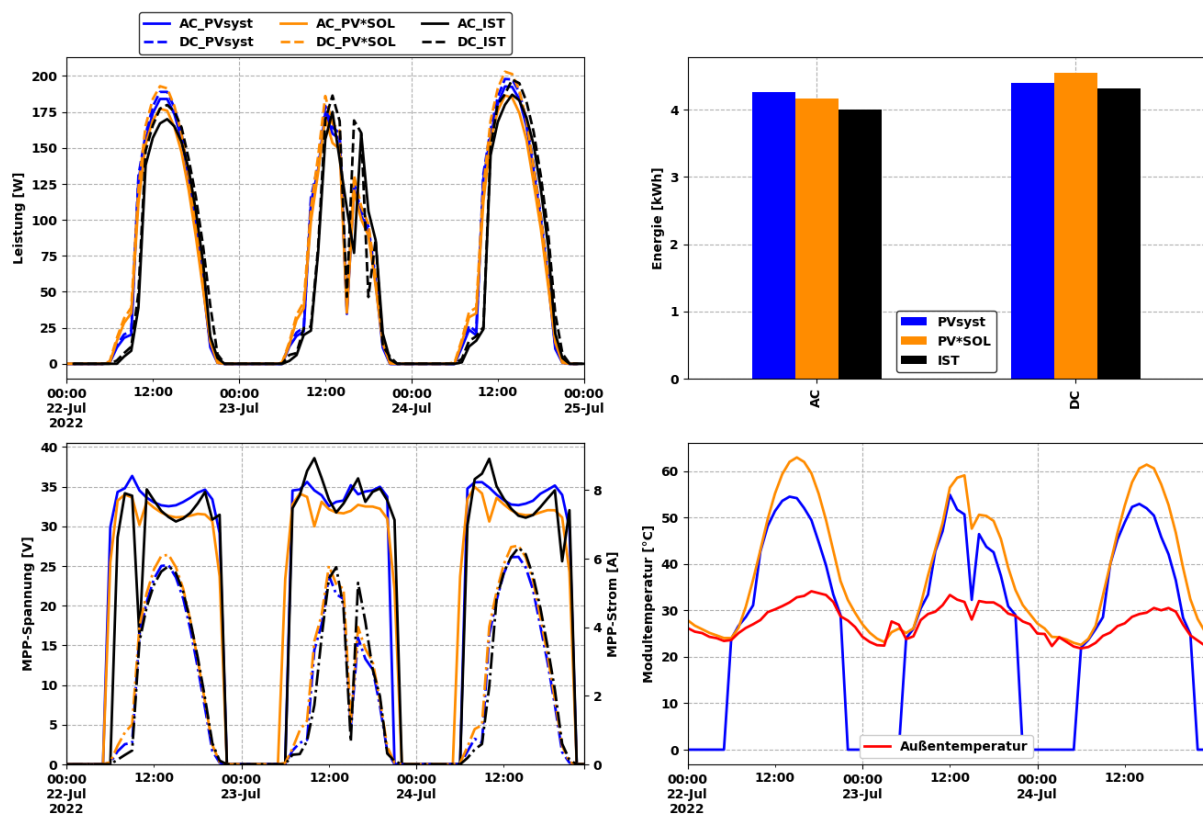 AC_PVsyst AC_PV*SOL AC_IST
DC_PVsyst DC_PV*SOL DC_IST
Leistung [W]
200
175
150
125
100
75
50
25
0
00:00 12:00 00:00 12:00 00:00 12:00 00:00
22-Jul 23-Jul 24-Jul 25-Jul
2022
Energie [kWh]
4
3
2
1
0
PVsyst
PV*SOL
IST
AC DC
MPP-Spannung [V]
40
35
30
25
20
15
10
5
0
MPP-Strom [A]
8
6
4
2
0
00:00 12:00 00:00 12:00 00:00 12:00
22-Jul 23-Jul 24-Jul
2022
Modultemperatur [°C]
60
50
40
30
20
10
0
Außentemperatur
00:00 12:00 00:00 12:00 00:00 12:00
22-Jul 23-Jul 24-Jul
2022